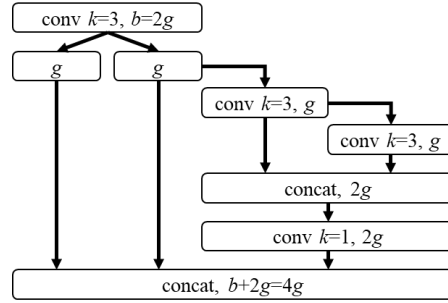 conv k=3, b=2g
g
g
conv k=3, g
conv k=3, g
concat, 2g
conv k=1, 2g
concat, b+2g=4g